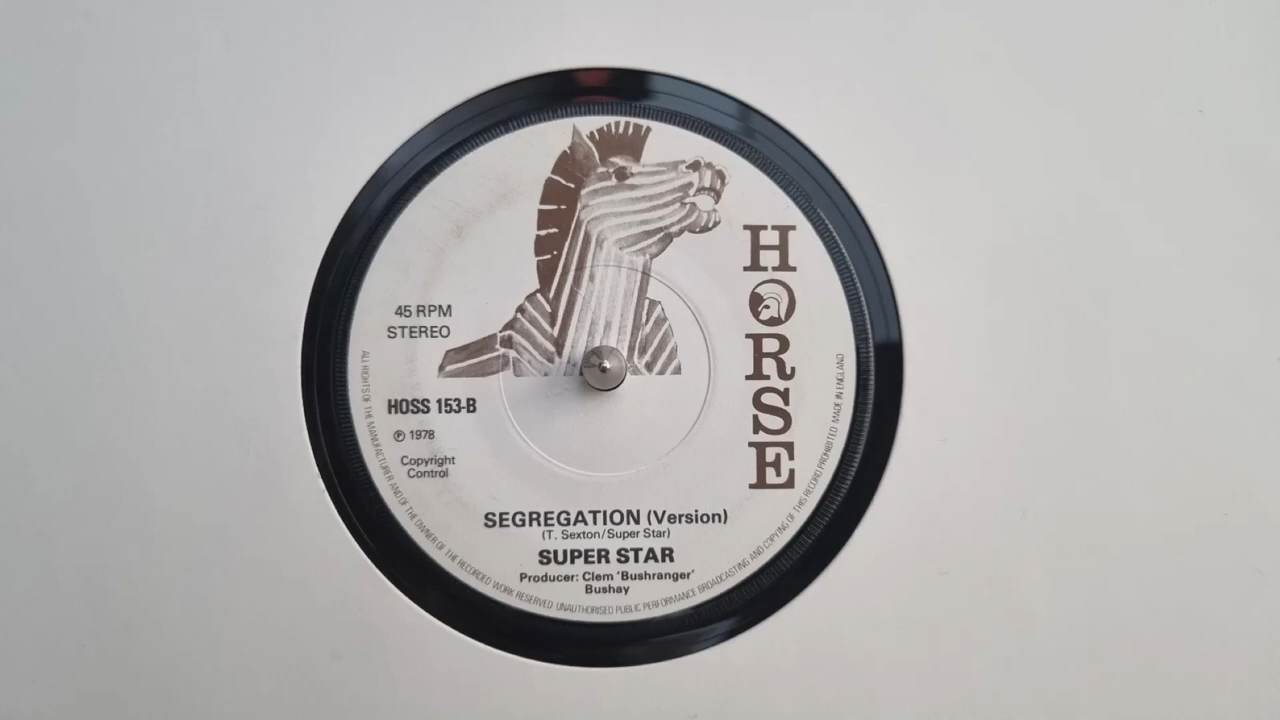 HORSE
45 RPM
STEREO
HOSS 153-B
℗ 1978
Copyright
Control
SEGREGATION (Version)
(T. Sexton/Super Star)
SUPER STAR
Producer: Clem 'Bushranger'
Bushay
ALL RIGHTS OF THE MANUFACTURER AND OF THE OWNER OF THE RECORDED WORK RESERVED UNAUTHORISED PUBLIC PERFORMANCE BROADCASTING AND COPYING OF THIS RECORD PROHIBITED MADE IN ENGLAND